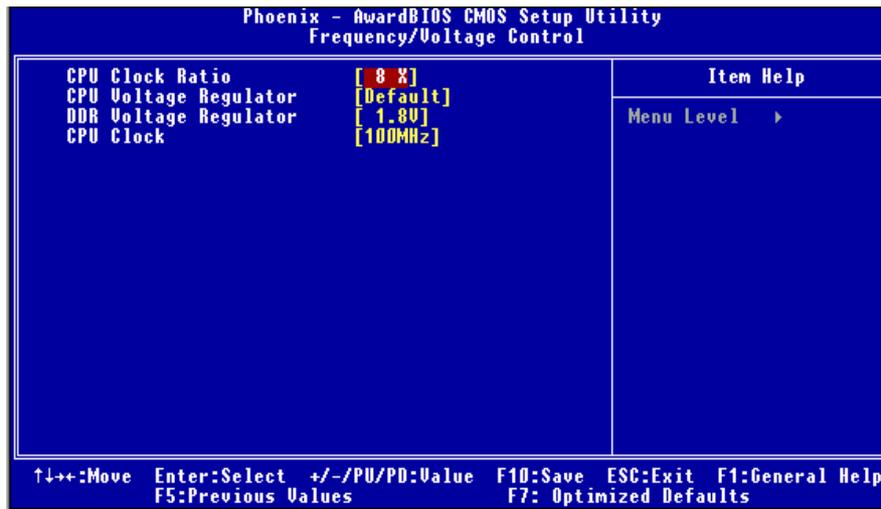 Phoenix - AwardBIOS CMOS Setup Utility
Frequency/Voltage Control
CPU Clock Ratio [ 8 X]
CPU Voltage Regulator [Default]
DDR Voltage Regulator [ 1.8V]
CPU Clock [100MHz]
Item Help
Menu Level ▸
↑↓→←:Move Enter:Select +/-/PU/PD:Value F10:Save ESC:Exit F1:General Help
F5:Previous Values F7: Optimized Defaults